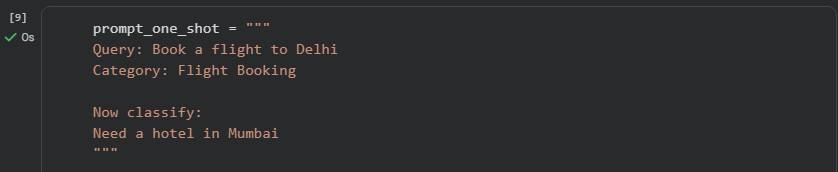 [9]
0s
prompt_one_shot = """
Query: Book a flight to Delhi
Category: Flight Booking

Now classify:
Need a hotel in Mumbai
"""